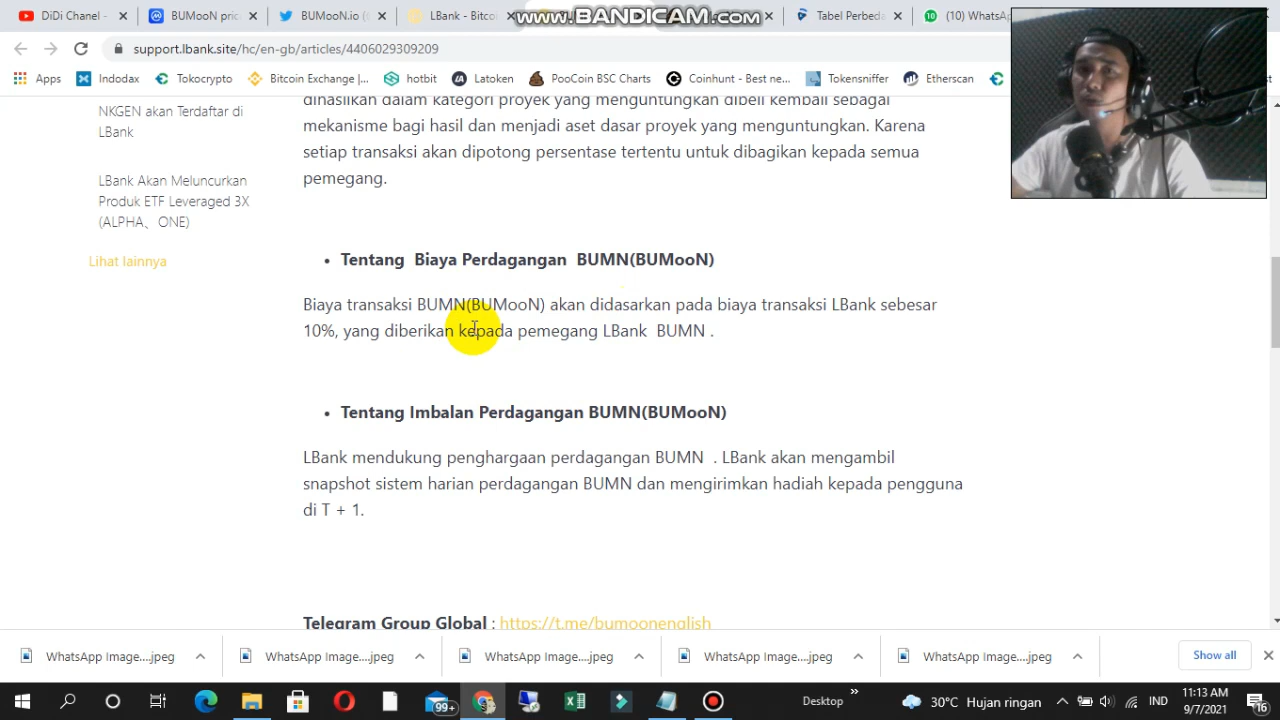 DiDi Channel -
BUMooN pric
BUMooN.io (
LBank - Bitco
www.BANDICAM.com
Tabel Perbeda
(10) WhatsA
support.lbank.site/hc/en-gb/articles/4406029309209
Apps
Indodax
Tokocrypto
Bitcoin Exchange |...
hotbit
Latoken
PooCoin BSC Charts
Coinhunt - Best ne...
Tokensniffer
Etherscan
NKGEN akan Terdaftar di
LBank
LBank Akan Meluncurkan
Produk ETF Leveraged 3X
(ALPHA、ONE)
Lihat lainnya
dihasilkan dalam kategori proyek yang menguntungkan dibeli kembali sebagai
mekanisme bagi hasil dan menjadi aset dasar proyek yang menguntungkan. Karena
setiap transaksi akan dipotong persentase tertentu untuk dibagikan kepada semua
pemegang.
• Tentang Biaya Perdagangan BUMN(BUMooN)
Biaya transaksi BUMN(BUMooN) akan didasarkan pada biaya transaksi LBank sebesar
10%, yang diberikan kepada pemegang LBank BUMN .
• Tentang Imbalan Perdagangan BUMN(BUMooN)
LBank mendukung penghargaan perdagangan BUMN . LBank akan mengambil
snapshot sistem harian perdagangan BUMN dan mengirimkan hadiah kepada pengguna
di T + 1.
Telegram Group Global : https://t.me/bumoonenglish
WhatsApp Image....jpeg
WhatsApp Image....jpeg
WhatsApp Image....jpeg
WhatsApp Image....jpeg
WhatsApp Image....jpeg
Show all
99+
Desktop
30°C Hujan ringan
IND
11:13 AM
9/7/2021
16